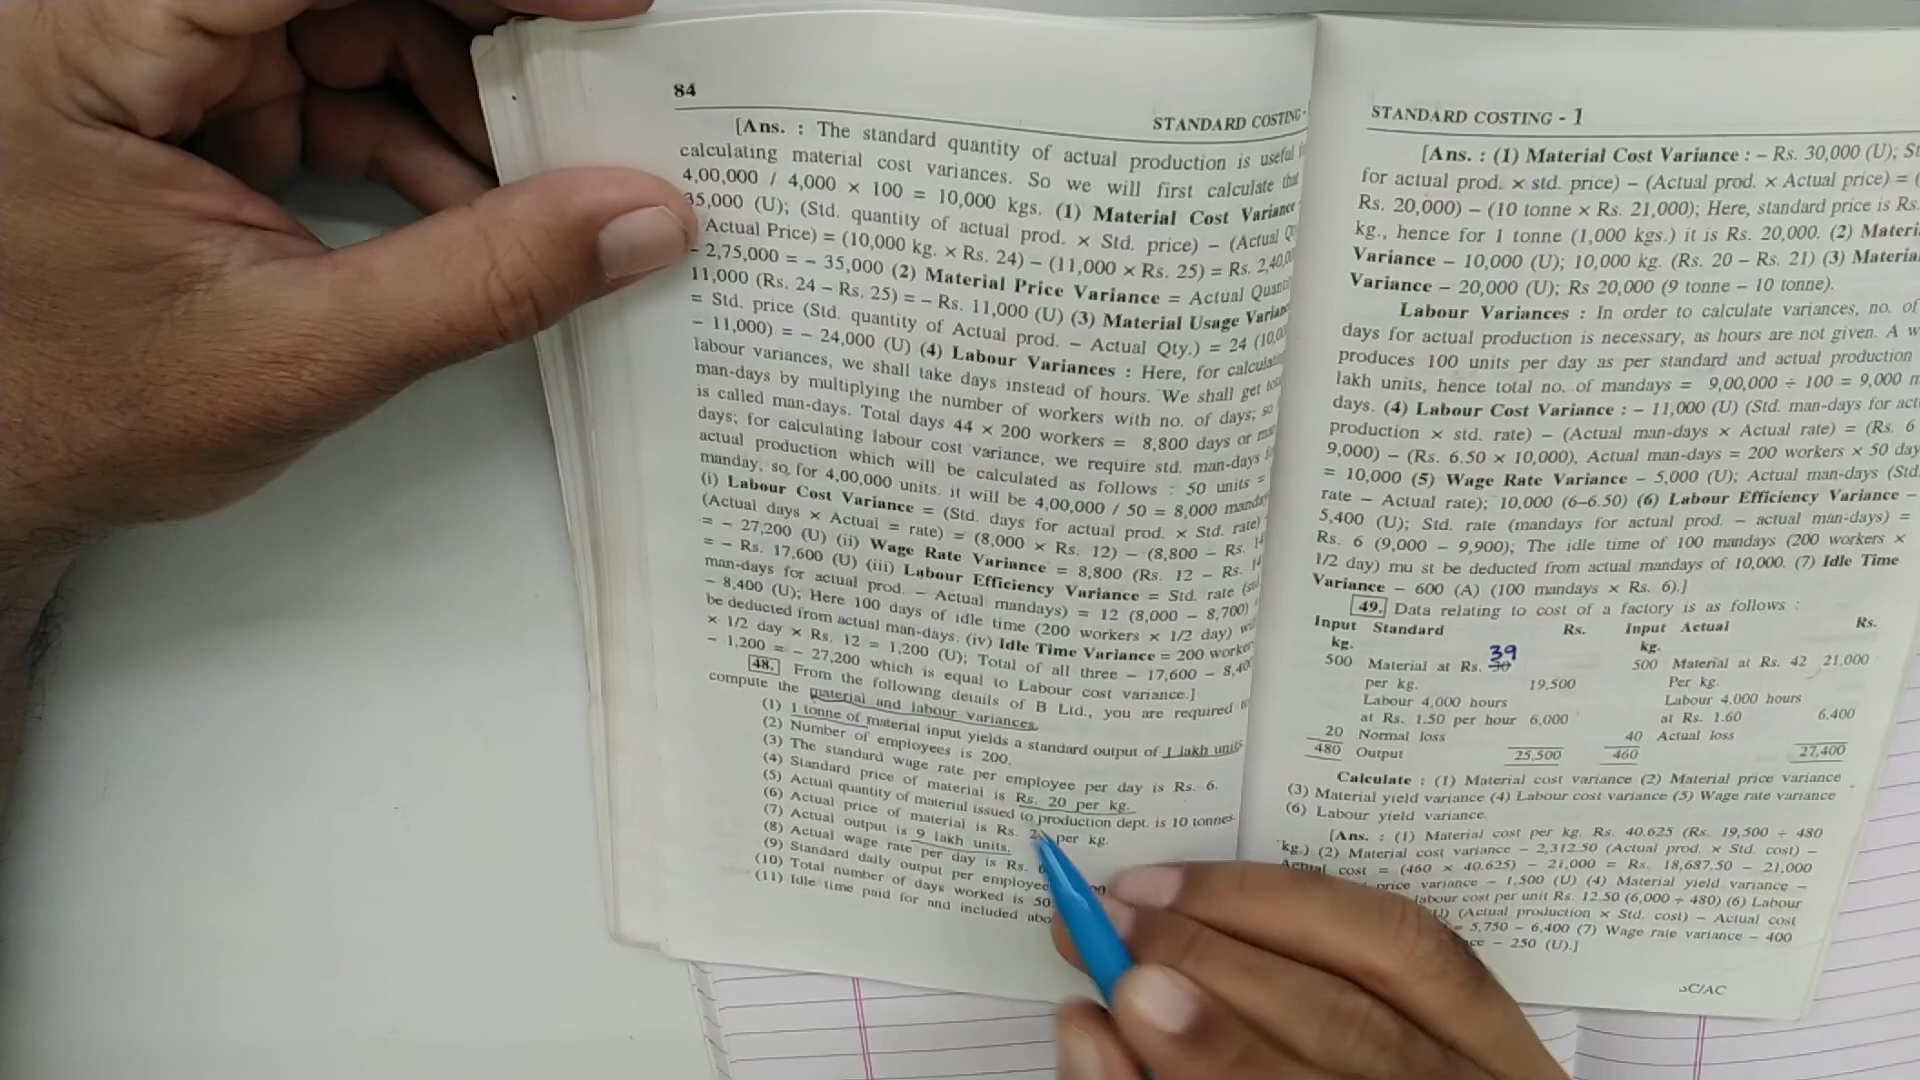 84
STANDARD COSTING -
[Ans. : The standard quantity of actual production is useful
calculating material cost variances. So we will first calculate that
4,00,000 / 4,000 × 100 = 10,000 kgs. (1) Material Cost Variance
35,000 (U); (Std. quantity of actual prod. × Std. price) – (Actual
Actual Price) = (10,000 kg. × Rs. 24) – (11,000 × Rs. 25) = Rs. 2,40,000
– 2,75,000 = – 35,000 (2) Material Price Variance = Actual
11,000 (Rs. 24 – Rs. 25) = – Rs. 11,000 (U) (3) Material Usage
= Std. price (Std. quantity of Actual prod. – Actual Qty.) = 24
– 11,000) = – 24,000 (U) (4) Labour Variances : Here, for
labour variances, we shall take days instead of hours. We shall get
man-days by multiplying the number of workers with no. of days; so
is called man-days. Total days 44 × 200 workers = 8,800 days or
days; for calculating labour cost variance, we require std. man-days
actual production which will be calculated as follows : 50 units =
manday, so, for 4,00,000 units. it will be 4,00,000 / 50 = 8,000
(i) Labour Cost Variance = (Std. days for actual prod. × Std. rate)
(Actual days × Actual = rate) = (8,000 × Rs. 12) – (8,800 – Rs.
= – 27,200 (U) (ii) Wage Rate Variance = 8,800 (Rs. 12 – Rs.
= – Rs. 17,600 (U) (iii) Labour Efficiency Variance = Std. rate
man-days for actual prod. – Actual mandays) = 12 (8,000 – 8,700)
– 8,400 (U); Here 100 days of idle time (200 workers × 1/2 day)
be deducted from actual man-days. (iv) Idle Time Variance = 200
× 1/2 day × Rs. 12 = 1,200 (U); Total of all three – 17,600 –
– 1,200 = – 27,200 which is equal to Labour cost variance.]
48. From the following details of B Ltd., you are required
compute the material and labour variances.
(1) 1 tonne of material input yields a standard output of 1 lakh units
(2) Number of employees is 200.
(3) The standard wage rate per employee per day is Rs. 6.
(4) Standard price of material is Rs. 20 per kg.
(5) Actual quantity of material issued to production dept. is 10 tonnes
(6) Actual price of material is Rs. per kg.
(7) Actual output is 9 lakh units.
(8) Actual wage rate per day is Rs.
(9) Standard daily output per employee
(10) Total number of days worked is 50.
(11) Idle time paid for and included
STANDARD COSTING - 1
[Ans. : (1) Material Cost Variance : – Rs. 30,000 (U);
for actual prod. × std. price) – (Actual prod. × Actual price) =
Rs. 20,000) – (10 tonne × Rs. 21,000); Here, standard price is Rs.
kg., hence for 1 tonne (1,000 kgs.) it is Rs. 20,000. (2)
Variance – 10,000 (U); 10,000 kg. (Rs. 20 – Rs. 21) (3)
Variance – 20,000 (U); Rs 20,000 (9 tonne – 10 tonne).
Labour Variances : In order to calculate variances, no. of
days for actual production is necessary, as hours are not given. A
produces 100 units per day as per standard and actual production
lakh units, hence total no. of mandays = 9,00,000 ÷ 100 = 9,000
days. (4) Labour Cost Variance : – 11,000 (U) (Std. man-days for
production × std. rate) – (Actual man-days × Actual rate) = (Rs. 6
9,000) – (Rs. 6.50 × 10,000), Actual man-days = 200 workers × 50
= 10,000 (5) Wage Rate Variance – 5,000 (U); Actual man-days (Std.
rate – Actual rate); 10,000 (6–6.50) (6) Labour Efficiency Variance –
5,400 (U); Std. rate (mandays for actual prod. – actual man-days) =
Rs. 6 (9,000 – 9,900); The idle time of 100 mandays (200 workers ×
1/2 day) mu st be deducted from actual mandays of 10,000. (7) Idle Time
Variance – 600 (A) (100 mandays × Rs. 6).]
49. Data relating to cost of a factory is as follows :
Input Standard Rs. Input Actual Rs.
kg. kg.
39
500 Material at Rs. 30 500 Material at Rs. 42 21,000
per kg. 19,500 Per kg.
Labour 4,000 hours Labour 4,000 hours
at Rs. 1.50 per hour 6,000 at Rs. 1.60 6,400
20 Normal loss 40 Actual loss
480 Output 25,500 460 27,400
Calculate : (1) Material cost variance (2) Material price variance
(3) Material yield variance (4) Labour cost variance (5) Wage rate variance
(6) Labour yield variance.
[Ans. : (1) Material cost per kg. Rs. 40.625 (Rs. 19,500 ÷ 480
kg.) (2) Material cost variance – 2,312.50 (Actual prod. × Std. cost) –
Actual cost = (460 × 40.625) – 21,000 = Rs. 18,687.50 – 21,000
price variance – 1,500 (U) (4) Material yield variance –
labour cost per unit Rs. 12.50 (6,000 ÷ 480) (6) Labour
(Actual production × Std. cost) – Actual cost
= 5,750 – 6,400 (7) Wage rate variance – 400
– 250 (U).]